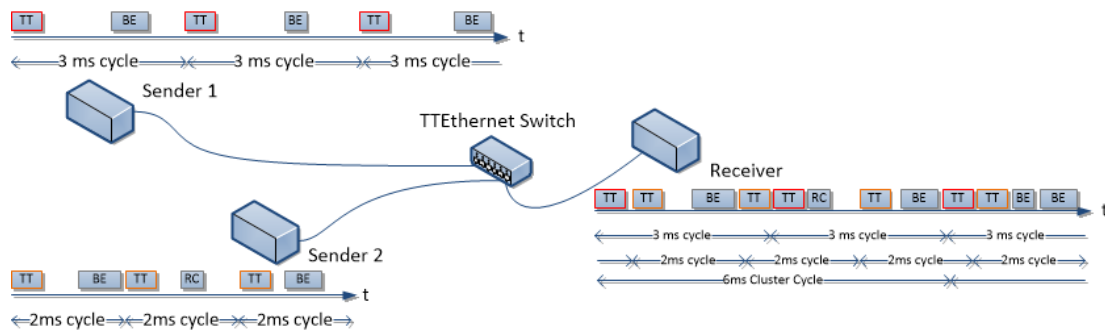 TT BE TT BE TT BE
t
3 ms cycle 3 ms cycle 3 ms cycle
Sender 1
TTEthernet Switch
Receiver
TT TT BE TT TT RC TT BE TT TT BE BE
t
3 ms cycle 3 ms cycle 3 ms cycle
2ms cycle 2ms cycle 2ms cycle 2ms cycle
6ms Cluster Cycle
Sender 2
TT BE TT RC TT BE
t
2ms cycle 2ms cycle 2ms cycle